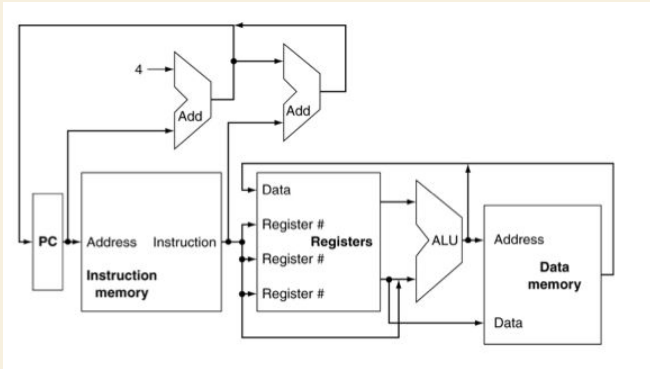 4
Add
Add
Data
Register #
PC
Address
Instruction
Registers
ALU
Address
Instruction
memory
Register #
Data
memory
Register #
Data